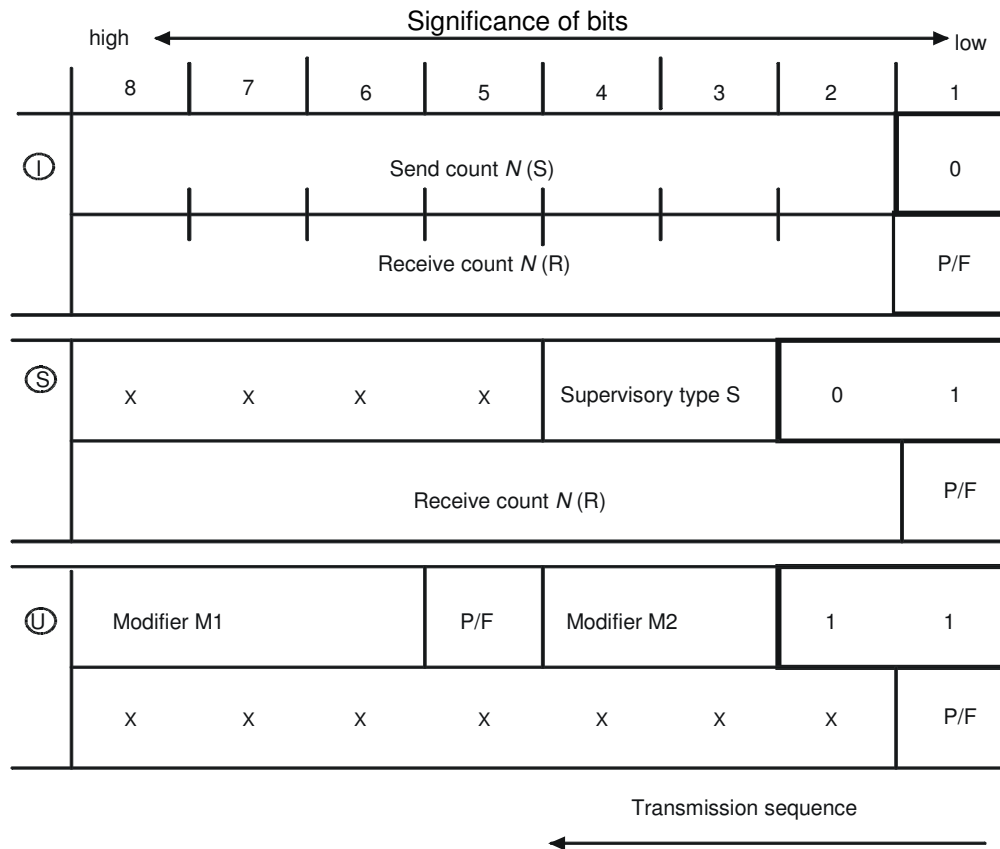 Significance of bits
high low
8 7 6 5 4 3 2 1
I Send count N (S) 0
Receive count N (R) P/F
S X X X X Supervisory type S 0 1
Receive count N (R) P/F
U Modifier M1 P/F Modifier M2 1 1
X X X X X X X P/F
Transmission sequence